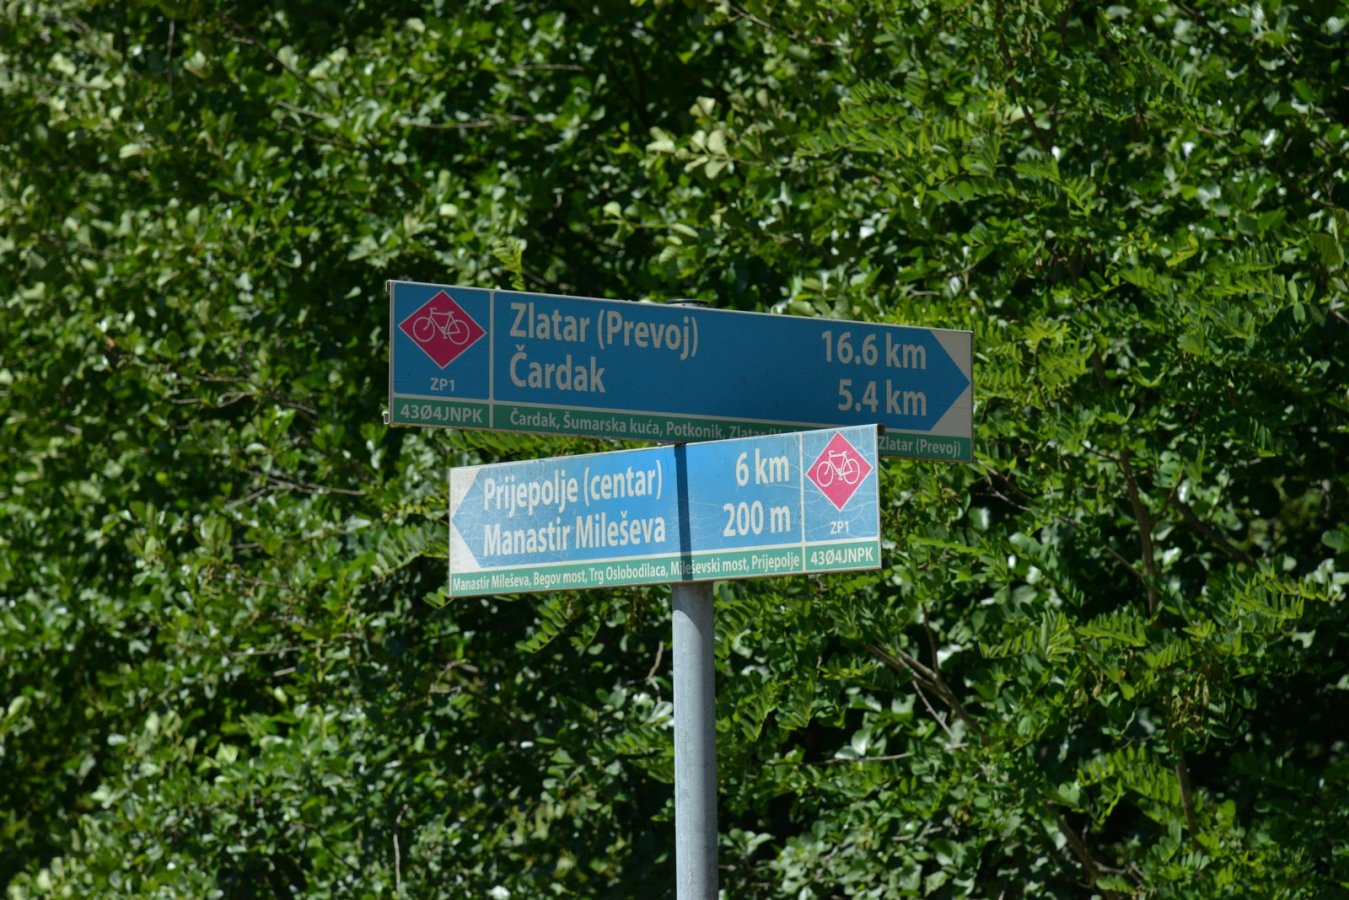 Zlatar (Prevoj) 16.6 km
Čardak 5.4 km
ZP1
43Ø4JNPK
Čardak, Šumarska kuća, Potkonik, Zlatar Zlatar (Prevoj)
Prijepolje (centar) 6 km
Manastir Mileševa 200 m
ZP1
Manastir Mileševa, Begov most, Trg Oslobodilaca, Mileševski most, Prijepolje
43Ø4JNPK